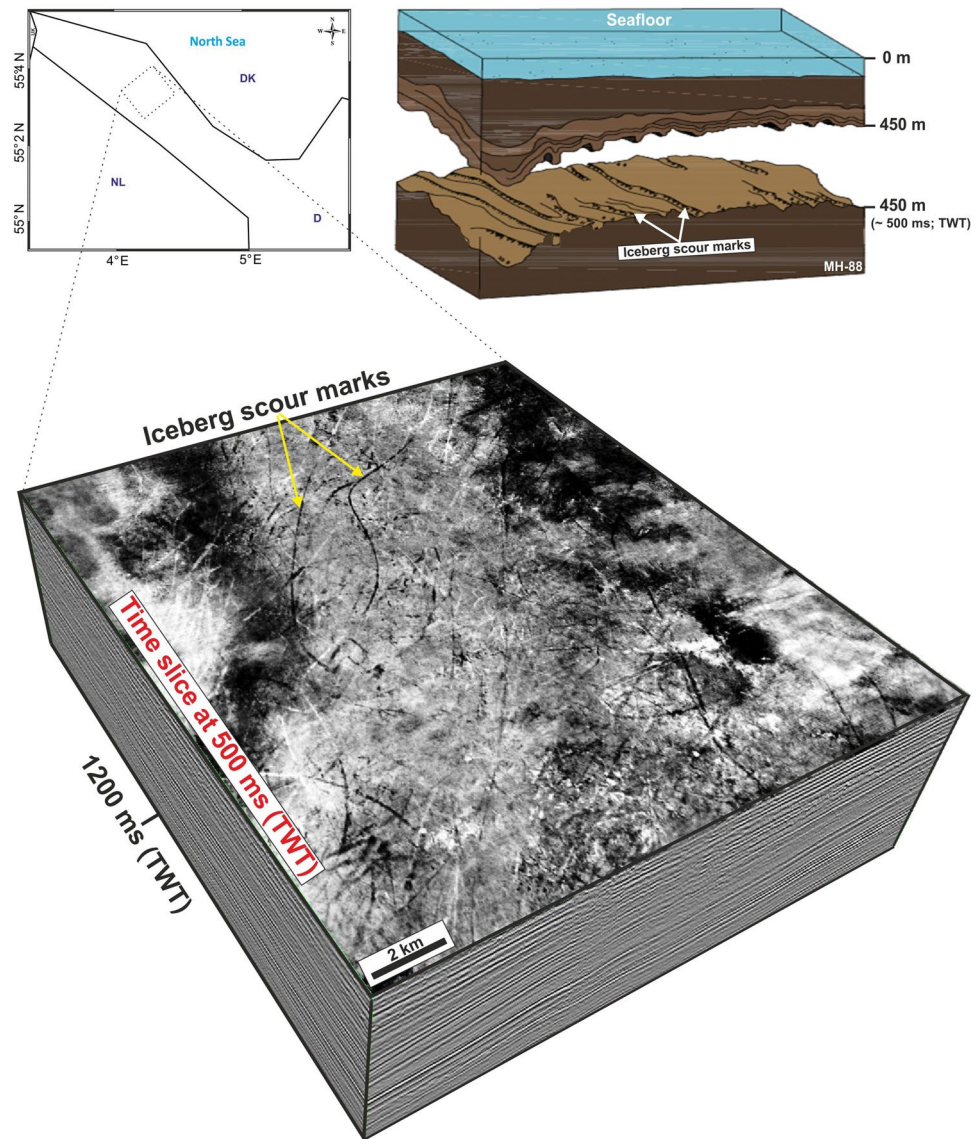 North Sea
N
W E
S
55°4 N
55°2 N
55° N
DK
NL
D
4°E
5°E
Seafloor
0 m
450 m
450 m
(~ 500 ms; TWT)
Iceberg scour marks
MH-88
Iceberg scour marks
Time slice at 500 ms (TWT)
1200 ms (TWT)
2 km